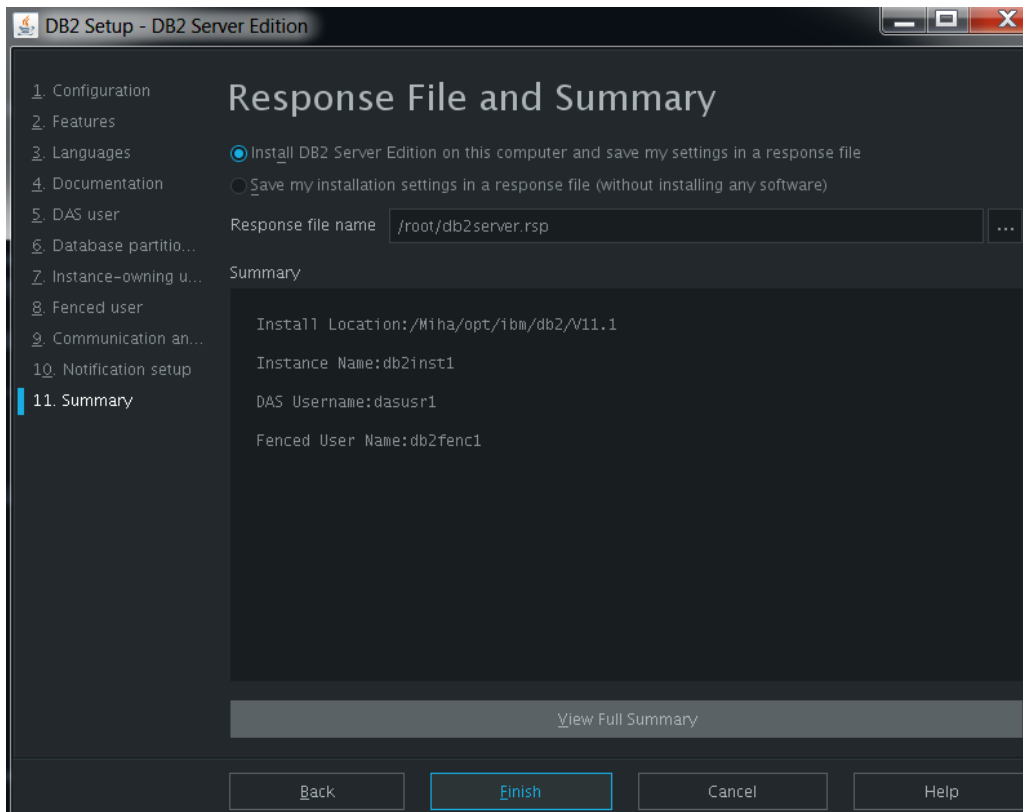 DB2 Setup - DB2 Server Edition
1. Configuration
2. Features
3. Languages
4. Documentation
5. DAS user
6. Database partitio...
7. Instance-owning u...
8. Fenced user
9. Communication an...
10. Notification setup
11. Summary
Response File and Summary
Install DB2 Server Edition on this computer and save my settings in a response file
Save my installation settings in a response file (without installing any software)
Response file name /root/db2server.rsp ...
Summary
Install Location:/Miha/opt/ibm/db2/V11.1
Instance Name:db2inst1
DAS Username:dasusr1
Fenced User Name:db2fenc1
View Full Summary
Back Finish Cancel Help